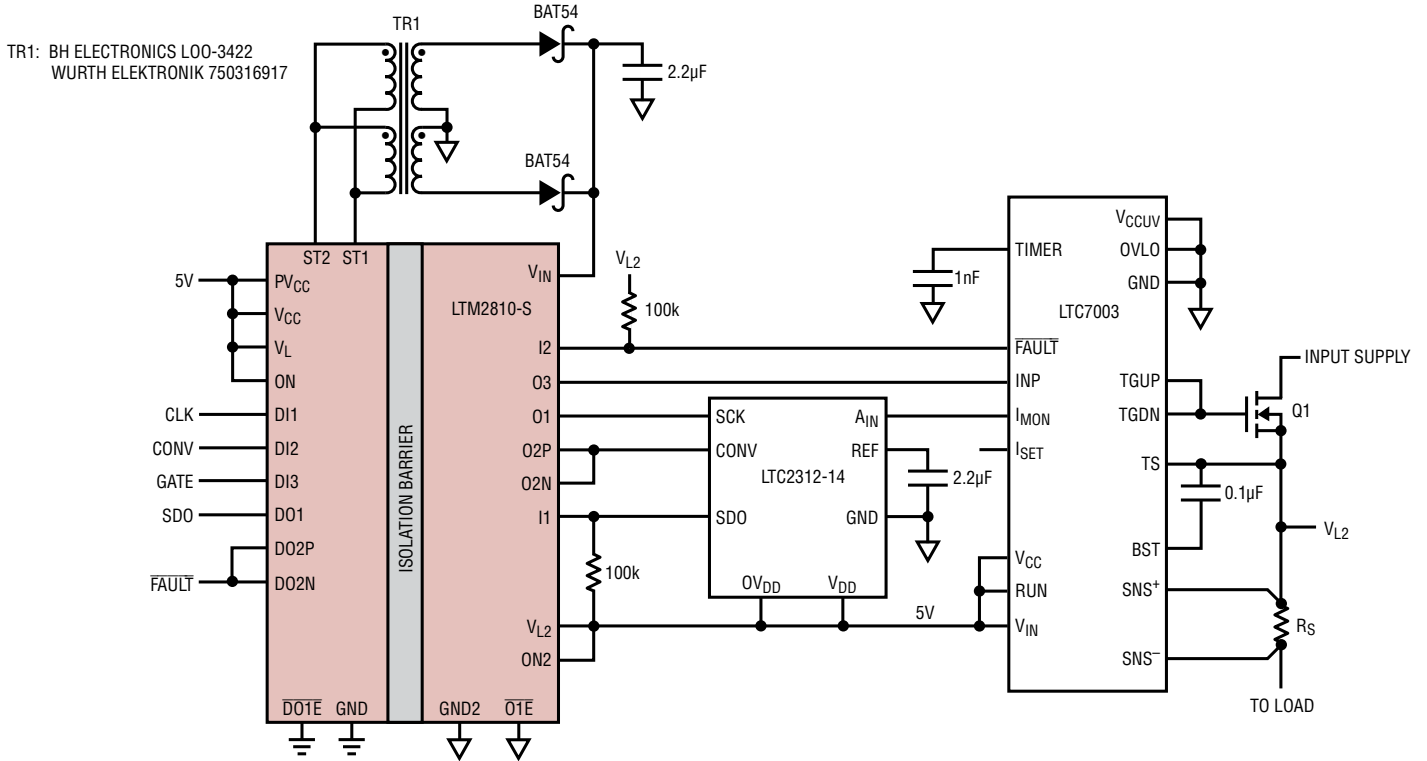 TR1: BH ELECTRONICS LOO-3422
WURTH ELEKTRONIK 750316917
TR1
BAT54
2.2µF
BAT54
ST2 ST1
5V
PVCC
VCC
VL
ON
CLK
DI1
CONV
DI2
GATE
DI3
SDO
DO1
DO2P
FAULT
DO2N
DO1E GND
ISOLATION BARRIER
LTM2810-S
VIN
I2
O3
O1
O2P
O2N
I1
VL2
ON2
GND2 O1E
VL2
100k
100k
SCK
CONV
SDO
AIN
REF
GND
LTC2312-14
OVDD VDD
2.2µF
5V
1nF
TIMER
LTC7003
FAULT
INP
IMON
ISET
VCC
RUN
VIN
VCCUV
OVLO
GND
TGUP
TGDN
TS
BST
SNS+
SNS–
INPUT SUPPLY
Q1
0.1µF
VL2
RS
TO LOAD